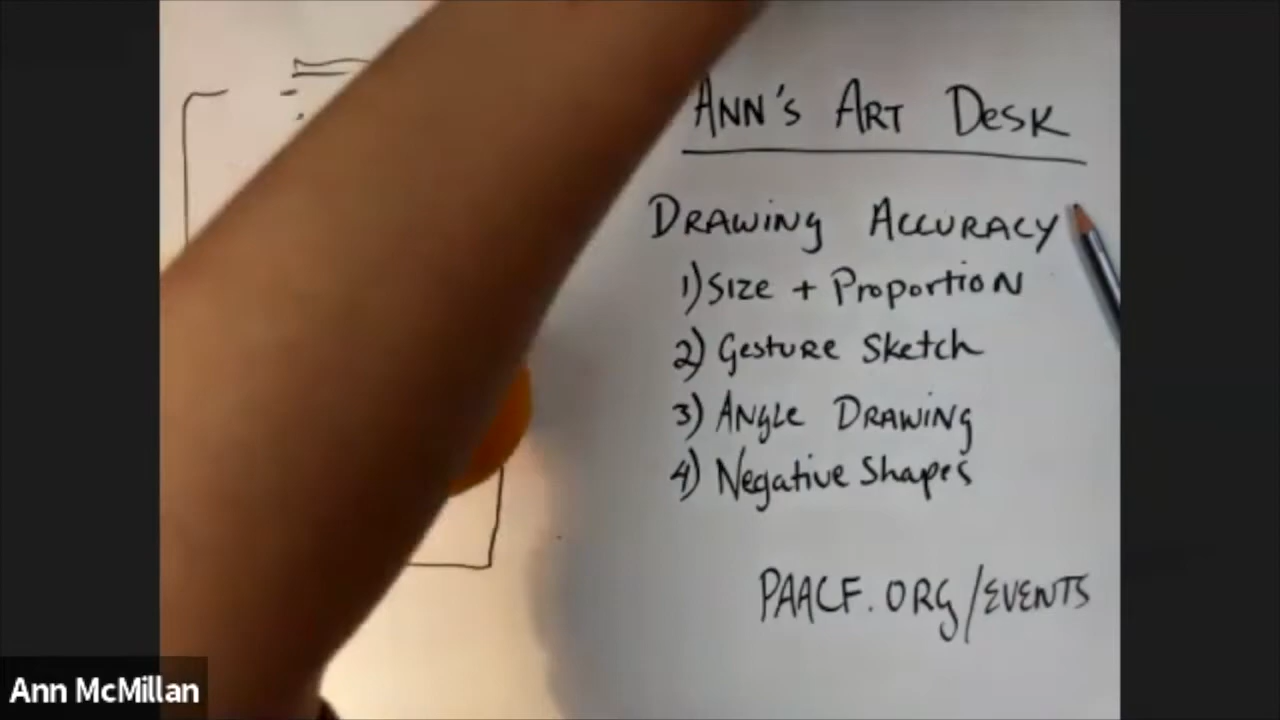 ANN'S ART DESK
DRAWING ACCURACY
1) SIZE + PROPORTION
2) GESTURE SKETCH
3) ANGLE DRAWING
4) NEGATIVE SHAPES
PAACF.ORG/EVENTS
Ann McMillan